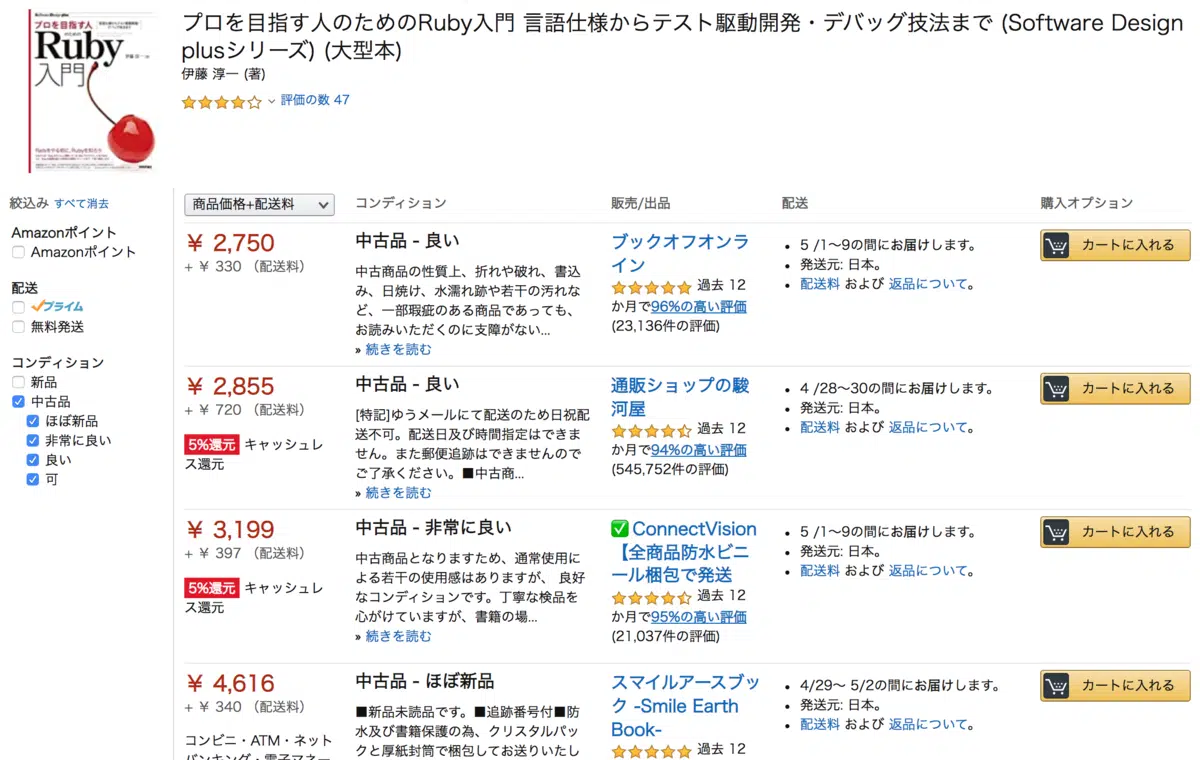 プロを目指す人
Ruby
入門
プロを目指す人のためのRuby入門 言語仕様からテスト駆動開発・デバッグ技法まで (Software Design
plusシリーズ) (大型本)
伊藤 淳一 (著)
評価の数 47
絞込み すべて消去
Amazonポイント
Amazonポイント
配送
プライム
無料発送
コンディション
新品
中古品
ほぼ新品
非常に良い
良い
可
商品価格+配送料 コンディション 販売/出品 配送 購入オプション
¥ 2,750
+ ¥ 330 (配送料)
中古品 - 良い
中古商品の性質上、折れや破れ、書込
み、日焼け、水濡れ跡や若干の汚れな
ど、一部瑕疵のある商品であっても、
お読みいただくのに支障がない...
» 続きを読む
ブックオフオンラ
イン
過去 12
か月で96%の高い評価
(23,136件の評価)
• 5 /1～9の間にお届けします。
• 発送元: 日本。
• 配送料 および 返品について。
カートに入れる
¥ 2,855
+ ¥ 720 (配送料)
5%還元 キャッシュレ
ス還元
中古品 - 良い
[特記]ゆうメールにて配送のため日祝配
送不可。配送日及び時間指定はできま
せん。また郵便追跡はできませんので
ご了承ください。■中古商...
» 続きを読む
通販ショップの駿
河屋
過去 12
か月で94%の高い評価
(545,752件の評価)
• 4 /28～30の間にお届けします。
• 発送元: 日本。
• 配送料 および 返品について。
カートに入れる
¥ 3,199
+ ¥ 397 (配送料)
5%還元 キャッシュレ
ス還元
中古品 - 非常に良い
中古商品となりますため、通常使用に
よる若干の使用感はありますが、 良好
なコンディションです。丁寧な検品を
心がけていますが、書籍の場...
» 続きを読む
✅ ConnectVision
【全商品防水ビニ
ール梱包で発送
過去 12
か月で95%の高い評価
(21,037件の評価)
• 5 /1～9の間にお届けします。
• 発送元: 日本。
• 配送料 および 返品について。
カートに入れる
¥ 4,616
+ ¥ 340 (配送料)
コンビニ・ATM・ネット
バンキング・電子マネー
中古品 - ほぼ新品
■新品未読品です。■追跡番号付■防
水及び書籍保護の為、クリスタルパッ
クと厚紙封筒で梱包してお送りいたし
スマイルアースブッ
ク -Smile Earth
Book-
過去 12
• 4/29～ 5/2の間にお届けします。
• 発送元: 日本。
• 配送料 および 返品について。
カートに入れる